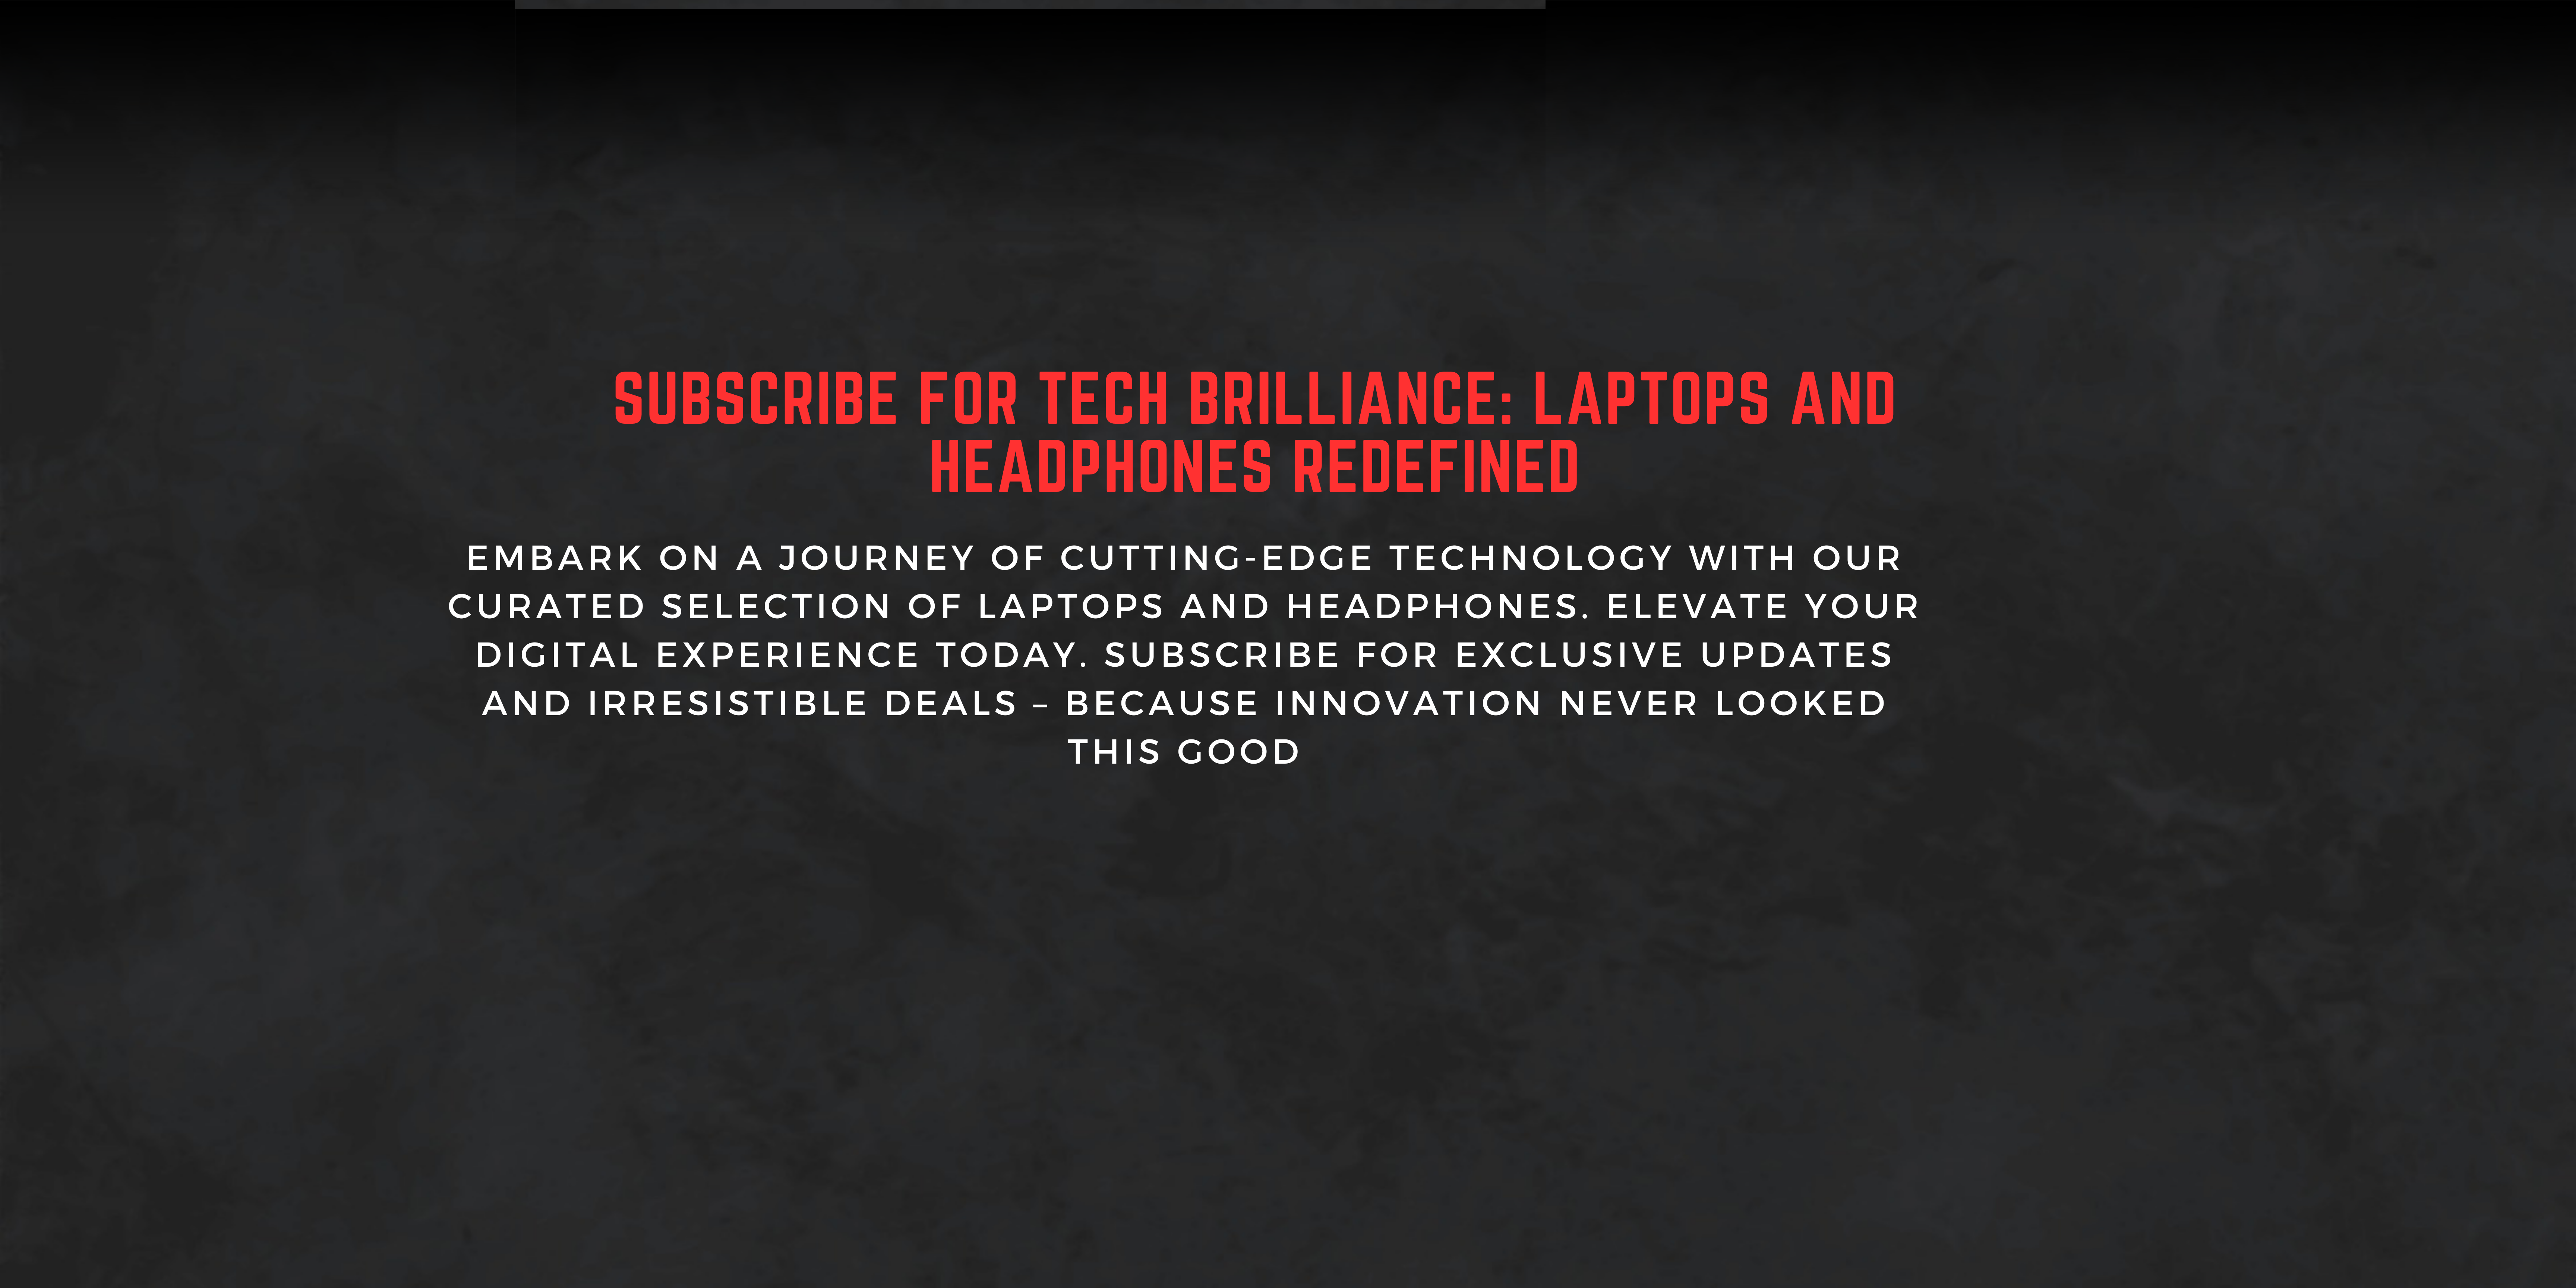 SUBSCRIBE FOR TECH BRILLIANCE: LAPTOPS AND
HEADPHONES REDEFINED
EMBARK ON A JOURNEY OF CUTTING-EDGE TECHNOLOGY WITH OUR
CURATED SELECTION OF LAPTOPS AND HEADPHONES. ELEVATE YOUR
DIGITAL EXPERIENCE TODAY. SUBSCRIBE FOR EXCLUSIVE UPDATES
AND IRRESISTIBLE DEALS – BECAUSE INNOVATION NEVER LOOKED
THIS GOOD